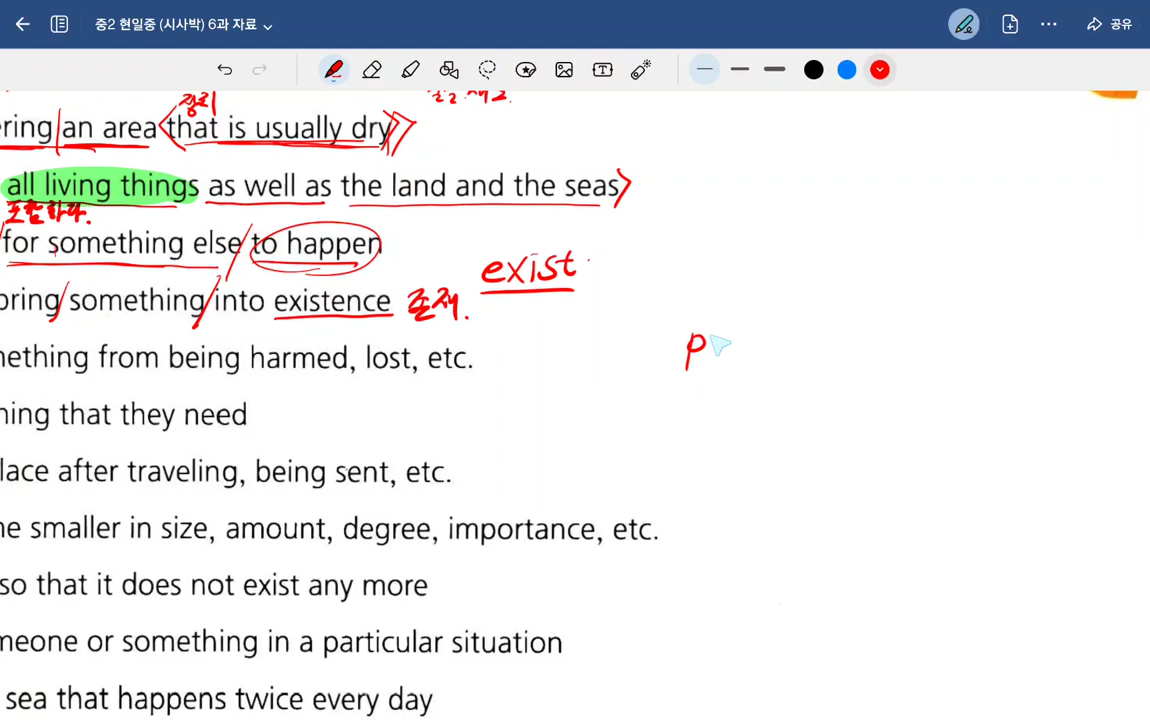 중2 현일중 (시사박) 6과 자료
공유
장리
ring an area that is usually dry
all living things as well as the land and the seas
포함하다.
for something else to happen
exist
bring something into existence 존재.
p
mething from being harmed, lost, etc.
hing that they need
lace after traveling, being sent, etc.
ne smaller in size, amount, degree, importance, etc.
so that it does not exist any more
meone or something in a particular situation
sea that happens twice every day